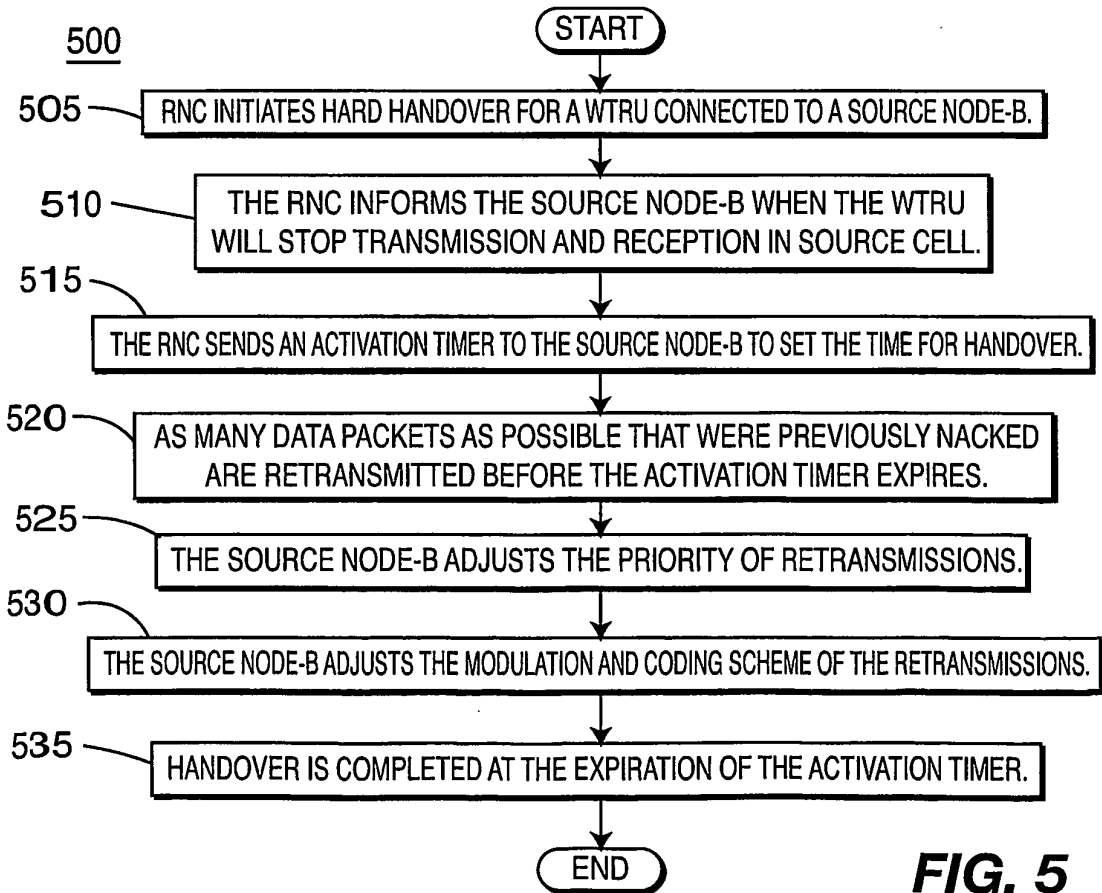 500
START
505
RNC INITIATES HARD HANDOVER FOR A WTRU CONNECTED TO A SOURCE NODE-B.
510
THE RNC INFORMS THE SOURCE NODE-B WHEN THE WTRU
WILL STOP TRANSMISSION AND RECEPTION IN SOURCE CELL.
515
THE RNC SENDS AN ACTIVATION TIMER TO THE SOURCE NODE-B TO SET THE TIME FOR HANDOVER.
520
AS MANY DATA PACKETS AS POSSIBLE THAT WERE PREVIOUSLY NACKED
ARE RETRANSMITTED BEFORE THE ACTIVATION TIMER EXPIRES.
525
THE SOURCE NODE-B ADJUSTS THE PRIORITY OF RETRANSMISSIONS.
530
THE SOURCE NODE-B ADJUSTS THE MODULATION AND CODING SCHEME OF THE RETRANSMISSIONS.
535
HANDOVER IS COMPLETED AT THE EXPIRATION OF THE ACTIVATION TIMER.
END
FIG. 5